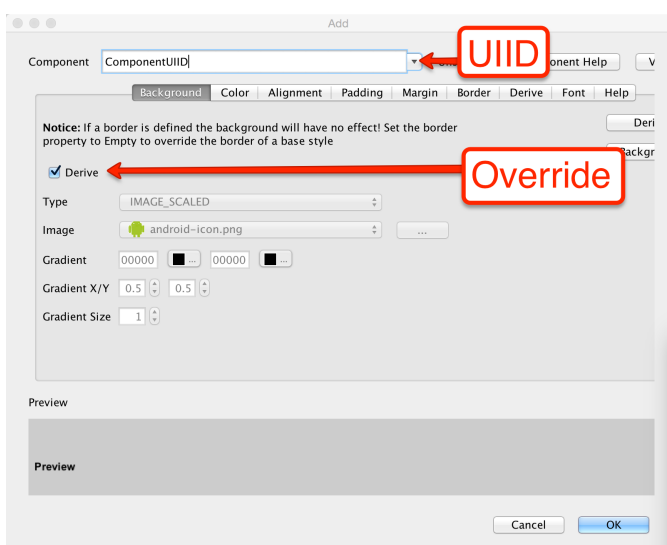 Add
Component ComponentUIID UIID Help V
Background Color Alignment Padding Margin Border Derive Font Help
Notice: If a border is defined the background will have no effect! Set the border
property to Empty to override the border of a base style
Deri
Backgr
Derive Override
Type IMAGE_SCALED
Image android-icon.png ...
Gradient 00000 ... 00000 ...
Gradient X/Y 0.5 0.5
Gradient Size 1
Preview
Preview
Cancel OK